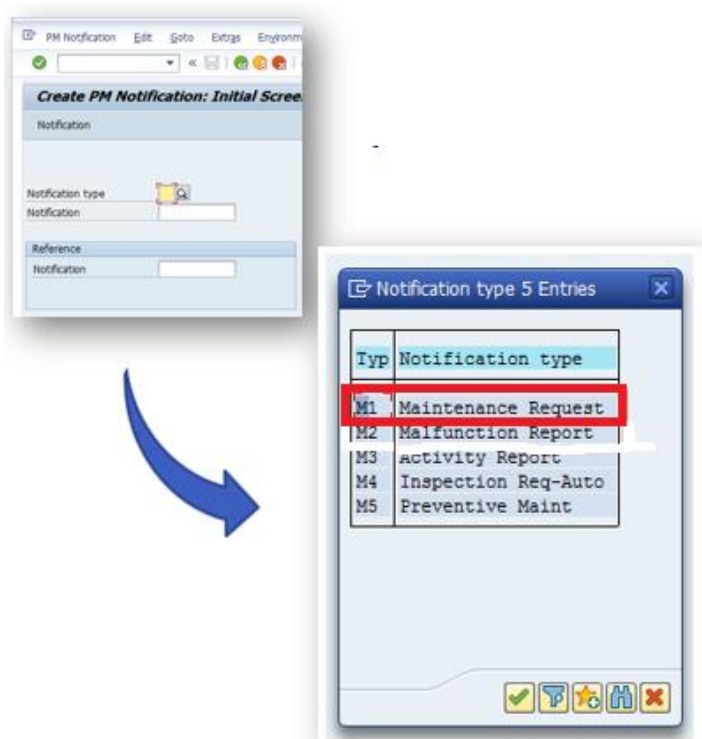 PM Notification Edit Goto Extras Environm
Create PM Notification: Initial Scree
Notification
Notification type
Notification
Reference
Notification
Notification type 5 Entries
Typ Notification type
M1 Maintenance Request
M2 Malfunction Report
M3 Activity Report
M4 Inspection Req-Auto
M5 Preventive Maint